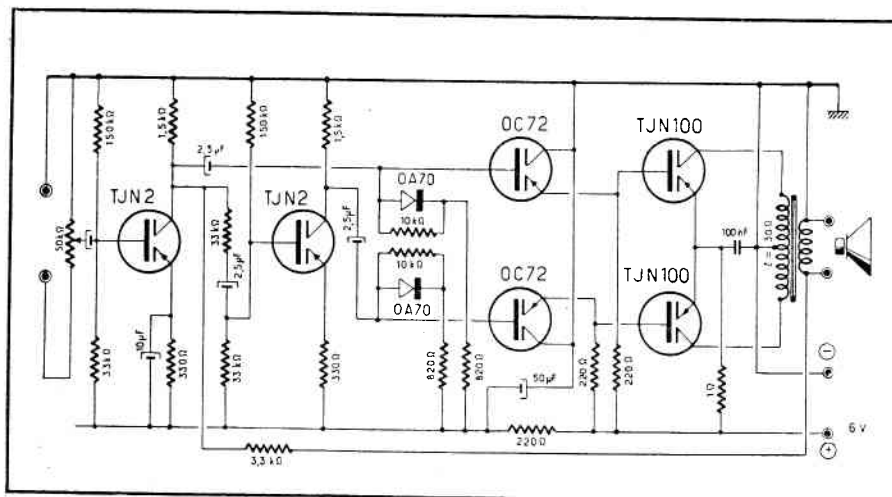 150kΩ
1,5kΩ
150kΩ
1,5kΩ
OC72
TJN100
2,5µF
OA70
10kΩ
TJN2
TJN2
50kΩ
33kΩ
2,5µF
2,5µF
10kΩ
OA70
100nF
OC72
TJN100
10µF
33kΩ
330Ω
33kΩ
330Ω
820Ω
820Ω
50µF
220Ω
220Ω
1Ω
−
220Ω
6V
+
3,3kΩ